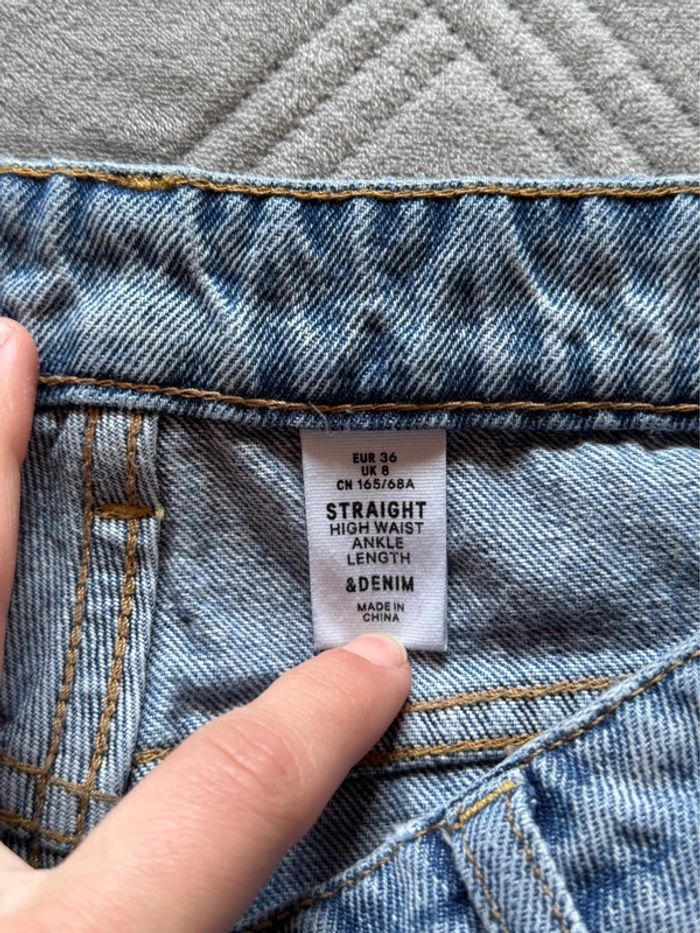 EUR 36
UK 8
CN 165/68A
STRAIGHT
HIGH WAIST
ANKLE
LENGTH
&DENIM
MADE IN
CHINA